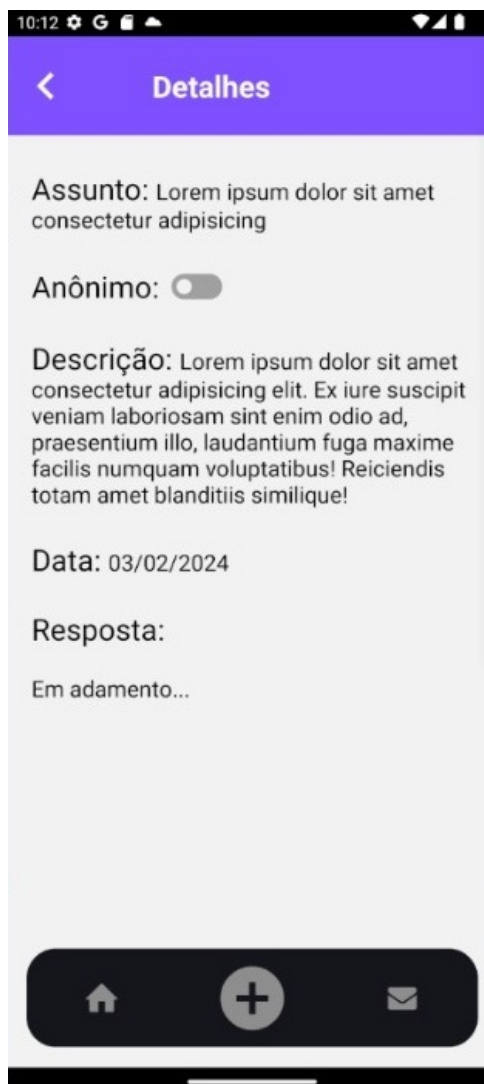 10:12 G
Detalhes
Assunto: Lorem ipsum dolor sit amet
consectetur adipisicing
Anônimo:
Descrição: Lorem ipsum dolor sit amet
consectetur adipisicing elit. Ex iure suscipit
veniam laboriosam sint enim odio ad,
praesentium illo, laudantium fuga maxime
facilis numquam voluptatibus! Reiciendis
totam amet blanditiis similique!
Data: 03/02/2024
Resposta:
Em adamento...